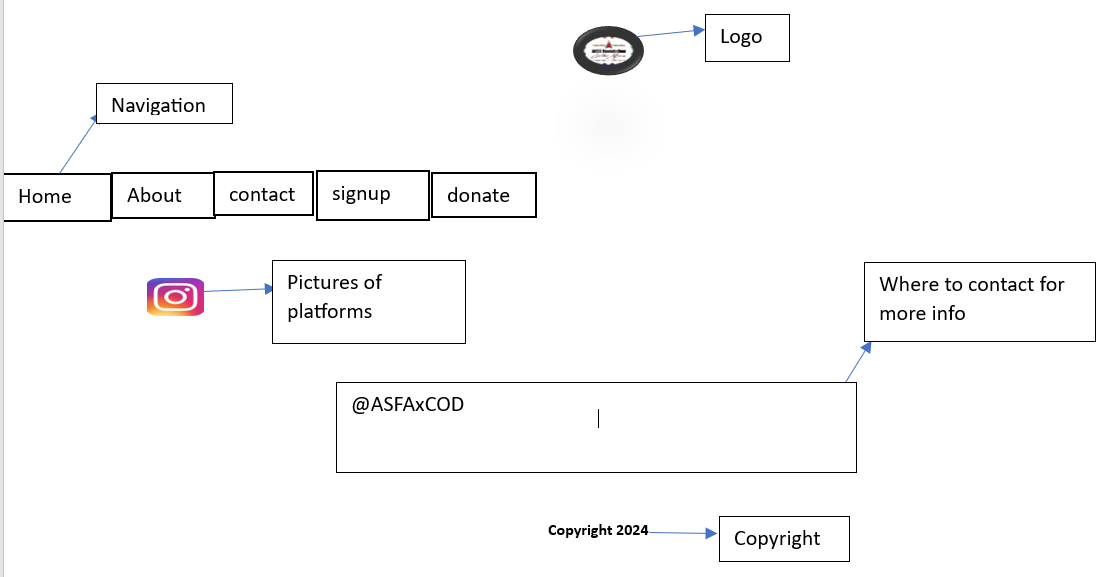 Logo
Navigation
Home
About
contact
signup
donate
Pictures of
platforms
Where to contact for
more info
@ASFAxCOD
Copyright 2024
Copyright